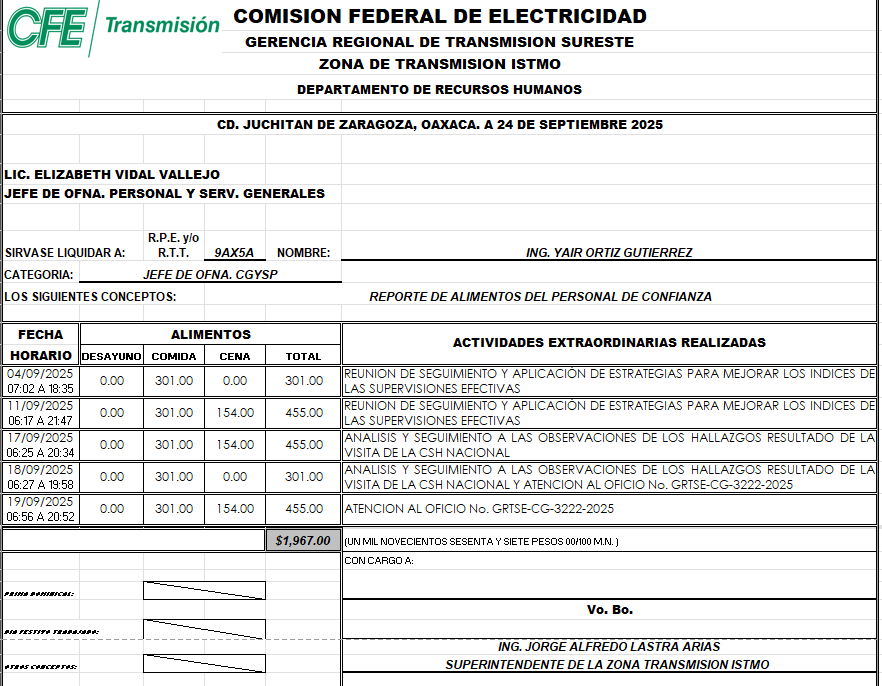 CFE Transmisión
COMISION FEDERAL DE ELECTRICIDAD
GERENCIA REGIONAL DE TRANSMISION SURESTE
ZONA DE TRANSMISION ISTMO
DEPARTAMENTO DE RECURSOS HUMANOS
CD. JUCHITAN DE ZARAGOZA, OAXACA. A 24 DE SEPTIEMBRE 2025
LIC. ELIZABETH VIDAL VALLEJO
JEFE DE OFNA. PERSONAL Y SERV. GENERALES
R.P.E. y/o
SIRVASE LIQUIDAR A: R.T.T. 9AX5A NOMBRE: ING. YAIR ORTIZ GUTIERREZ
CATEGORIA: JEFE DE OFNA. CGYSP
LOS SIGUIENTES CONCEPTOS: REPORTE DE ALIMENTOS DEL PERSONAL DE CONFIANZA
FECHA ALIMENTOS ACTIVIDADES EXTRAORDINARIAS REALIZADAS
HORARIO DESAYUNO COMIDA CENA TOTAL
04/09/2025 0.00 301.00 0.00 301.00 REUNION DE SEGUIMIENTO Y APLICACIÓN DE ESTRATEGIAS PARA MEJORAR LOS INDICES DE
07:02 A 18:35 LAS SUPERVISIONES EFECTIVAS
11/09/2025 0.00 301.00 154.00 455.00 REUNION DE SEGUIMIENTO Y APLICACIÓN DE ESTRATEGIAS PARA MEJORAR LOS INDICES DE
06:17 A 21:47 LAS SUPERVISIONES EFECTIVAS
17/09/2025 0.00 301.00 154.00 455.00 ANALISIS Y SEGUIMIENTO A LAS OBSERVACIONES DE LOS HALLAZGOS RESULTADO DE LA
06:25 A 20:34 VISITA DE LA CSH NACIONAL
18/09/2025 0.00 301.00 0.00 301.00 ANALISIS Y SEGUIMIENTO A LAS OBSERVACIONES DE LOS HALLAZGOS RESULTADO DE LA
06:27 A 19:58 VISITA DE LA CSH NACIONAL Y ATENCION AL OFICIO No. GRTSE-CG-3222-2025
19/09/2025 0.00 301.00 154.00 455.00 ATENCION AL OFICIO No. GRTSE-CG-3222-2025
06:56 A 20:52
$1,967.00 (UN MIL NOVECIENTOS SESENTA Y SIETE PESOS 00/100 M.N. )
CON CARGO A:
PRIMA DOMINICAL:
Vo. Bo.
DIA FESTIVO TRABAJADO:
ING. JORGE ALFREDO LASTRA ARIAS
OTROS CONCEPTOS: SUPERINTENDENTE DE LA ZONA TRANSMISION ISTMO